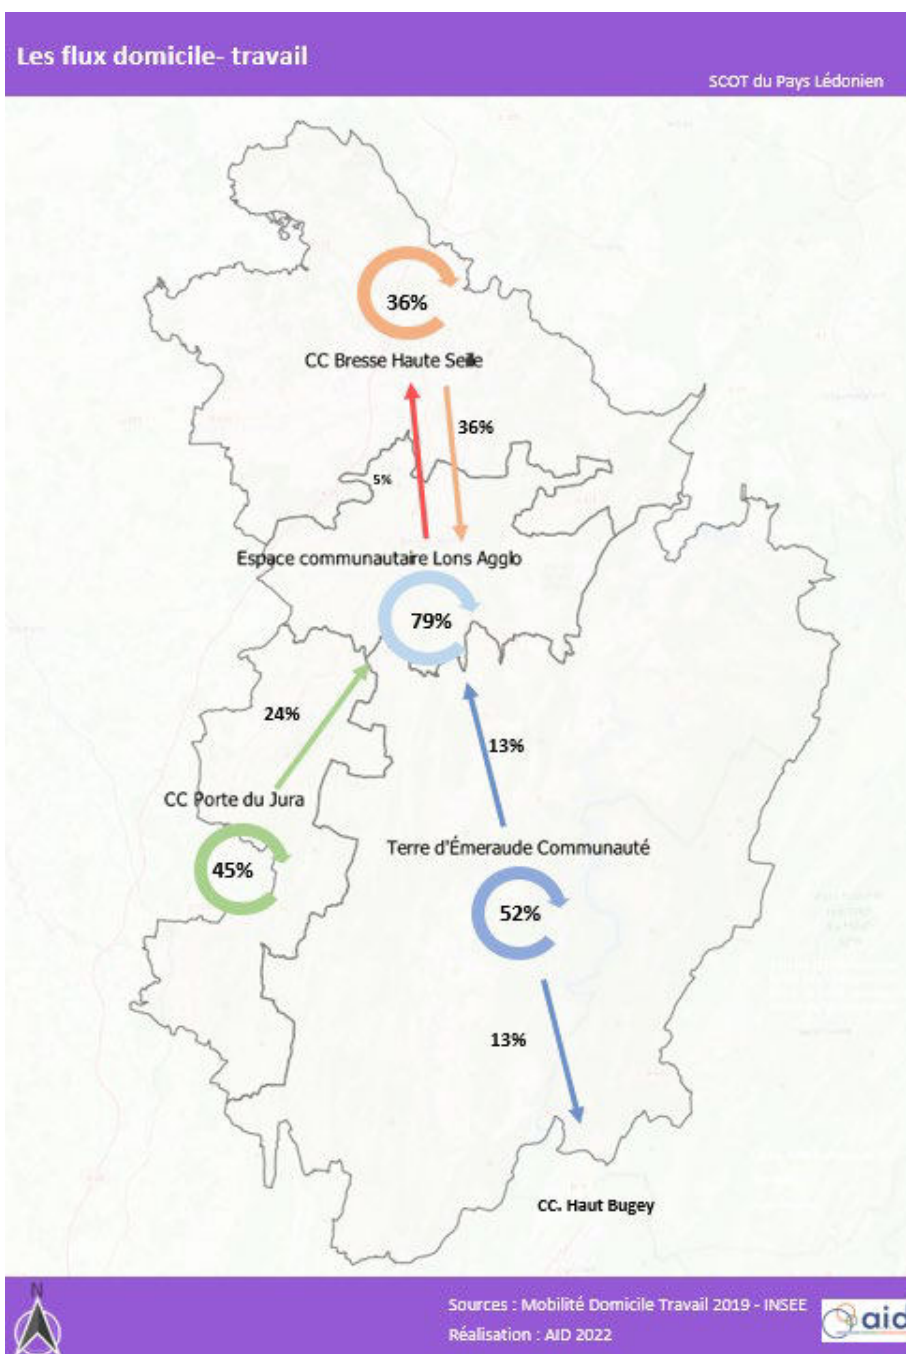 Les flux domicile- travail
SCOT du Pays Lédonien
36%
CC Bresse Haute Seille
36%
5%
Espace communautaire Lons Agglo
79%
24%
13%
CC Porte du Jura
Terre d'Émeraude Communauté
45%
52%
13%
CC. Haut Bugey
N
Sources : Mobilité Domicile Travail 2019 - INSEE
Réalisation : AID 2022
aid